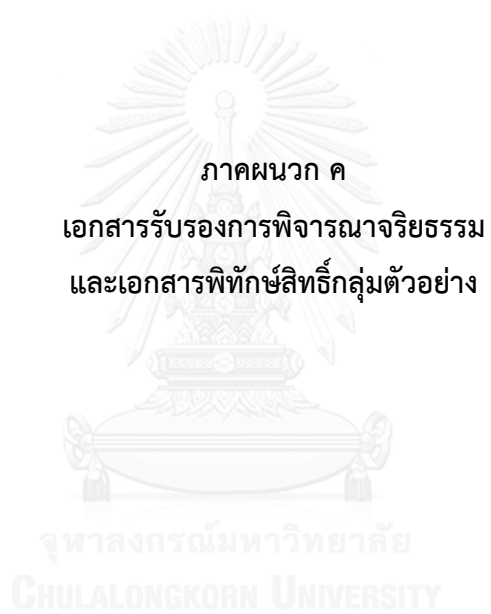 ภาคผนวก ค
เอกสารรับรองการพิจารณาจริยธรรม
และเอกสารพิทักษ์สิทธิ์กลุ่มตัวอย่าง
จุฬาลงกรณ์มหาวิทยาลัย
CHULALONGKORN UNIVERSITY